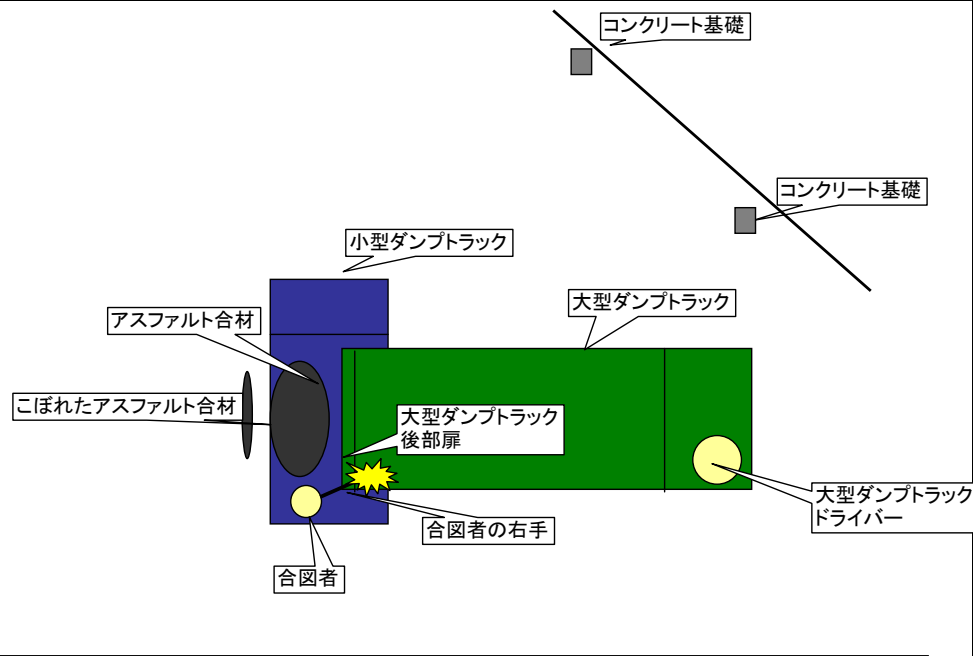 コンクリート基礎
コンクリート基礎
小型ダンプトラック
大型ダンプトラック
アスファルト合材
こぼれたアスファルト合材
大型ダンプトラック
後部扉
大型ダンプトラック
ドライバー
合図者の右手
合図者